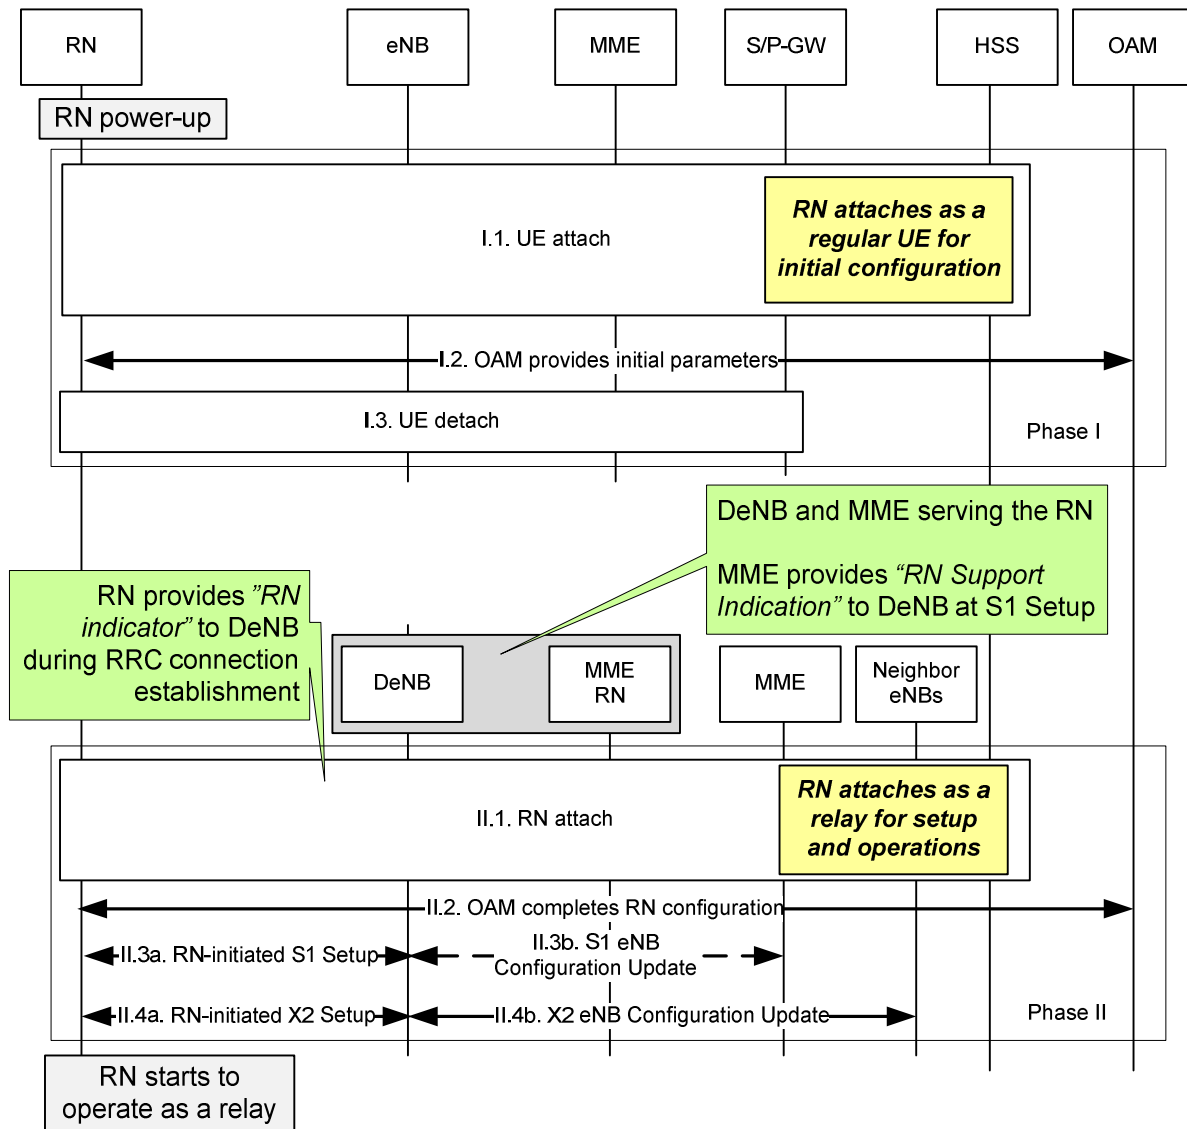 RN
eNB
MME
S/P-GW
HSS
OAM
RN power-up
I.1. UE attach
RN attaches as a
regular UE for
initial configuration
I.2. OAM provides initial parameters
I.3. UE detach
Phase I
DeNB and MME serving the RN
MME provides “RN Support
Indication” to DeNB at S1 Setup
RN provides ”RN
indicator” to DeNB
during RRC connection
establishment
DeNB
MME
RN
MME
Neighbor
eNBs
II.1. RN attach
RN attaches as a
relay for setup
and operations
II.2. OAM completes RN configuration
II.3a. RN-initiated S1 Setup
II.3b. S1 eNB
Configuration Update
II.4a. RN-initiated X2 Setup
II.4b. X2 eNB Configuration Update
Phase II
RN starts to
operate as a relay